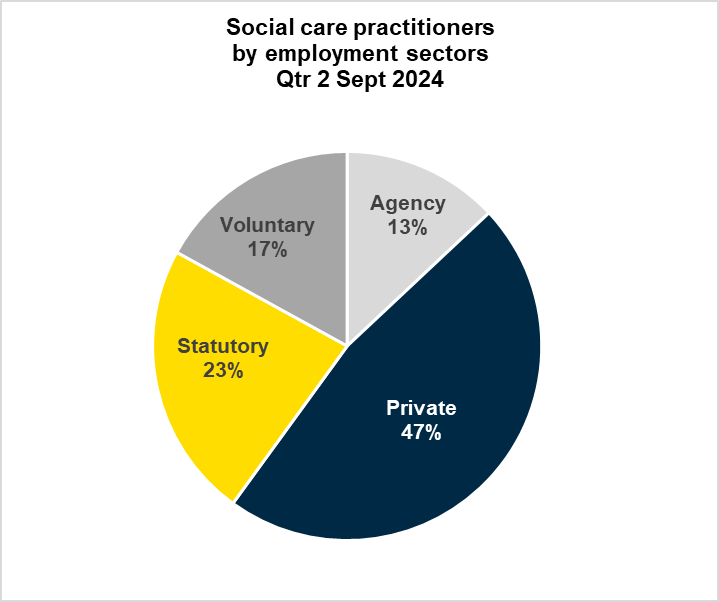 Social care practitioners
by employment sectors
Qtr 2 Sept 2024
Agency
13%
Voluntary
17%
Statutory
23%
Private
47%